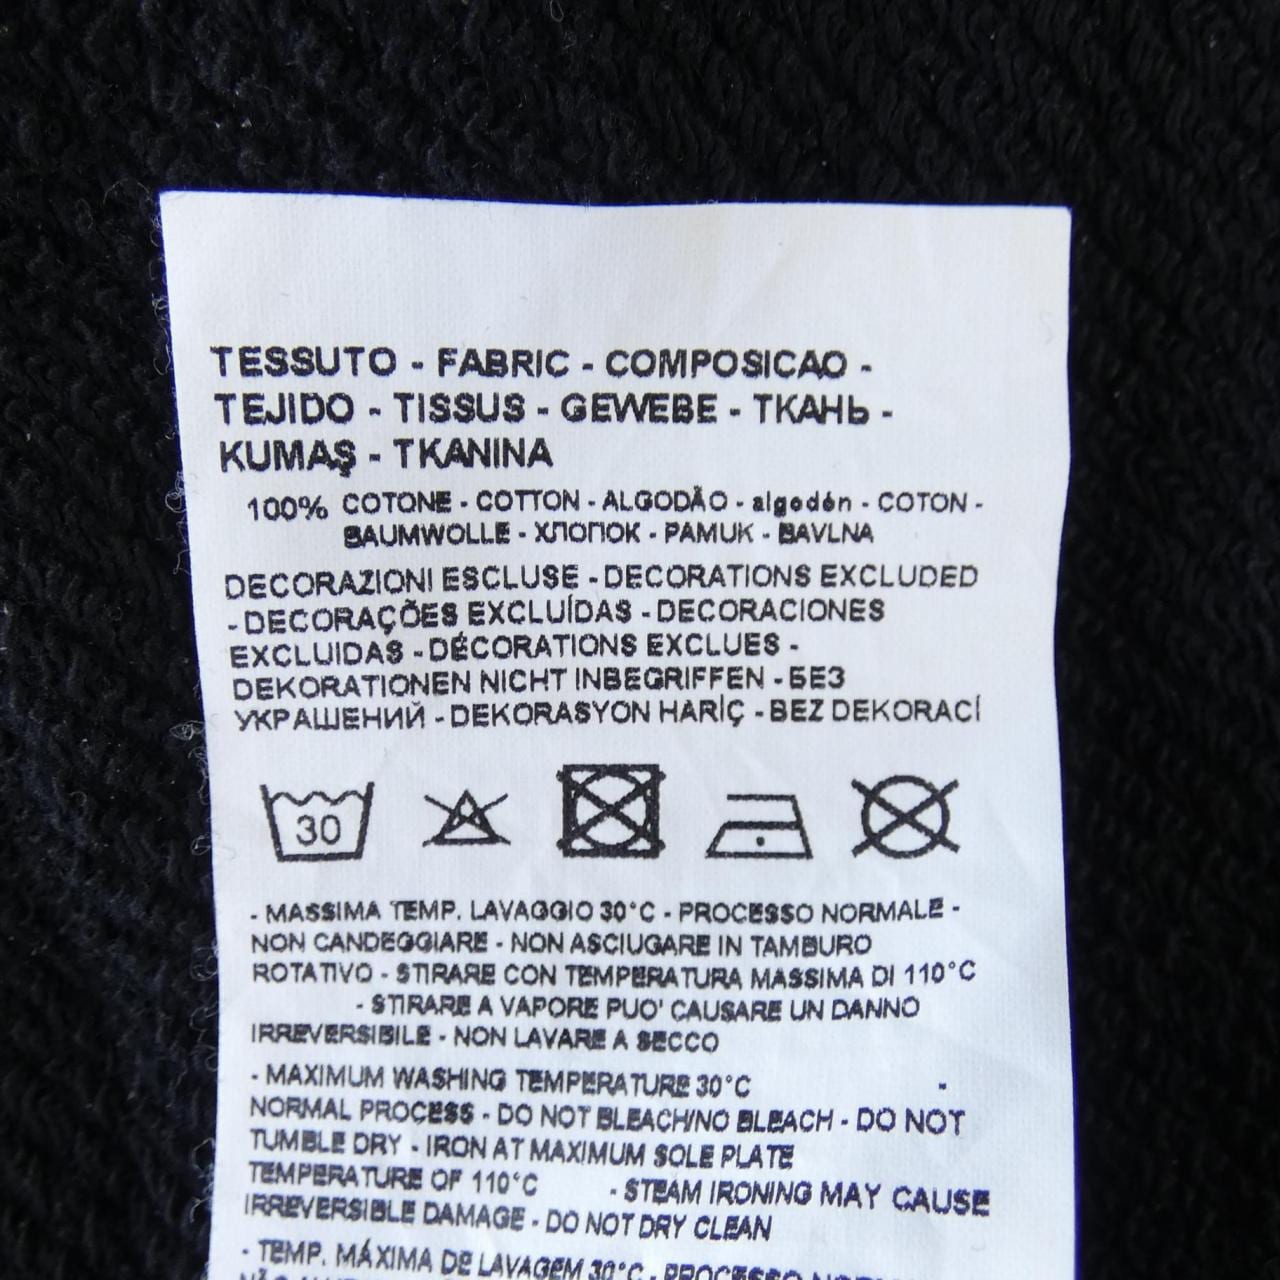 TESSUTO - FABRIC - COMPOSICAO -
TEJIDO - TISSUS - GEWEBE - ТКАНЬ -
KUMAŞ - TKANINA
100% COTONE - COTTON - ALGODÃO - algodón - COTON -
BAUMWOLLE - ХЛОПОК - PAMUK - BAVLNA
DECORAZIONI ESCLUSE - DECORATIONS EXCLUDED
- DECORAÇÕES EXCLUÍDAS - DECORACIONES
EXCLUIDAS - DÉCORATIONS EXCLUES -
DEKORATIONEN NICHT INBEGRIFFEN - БЕЗ
УКРАШЕНИЙ - DEKORASYON HARİÇ - BEZ DEKORACÍ
30
- MASSIMA TEMP. LAVAGGIO 30°C - PROCESSO NORMALE -
NON CANDEGGIARE - NON ASCIUGARE IN TAMBURO
ROTATIVO - STIRARE CON TEMPERATURA MASSIMA DI 110°C
- STIRARE A VAPORE PUO' CAUSARE UN DANNO
IRREVERSIBILE - NON LAVARE A SECCO
- MAXIMUM WASHING TEMPERATURE 30°C -
NORMAL PROCESS - DO NOT BLEACH/NO BLEACH - DO NOT
TUMBLE DRY - IRON AT MAXIMUM SOLE PLATE
TEMPERATURE OF 110°C - STEAM IRONING MAY CAUSE
IRREVERSIBLE DAMAGE - DO NOT DRY CLEAN
- TEMP. MÁXIMA DE LAVAGEM 30°C - PROCESSO